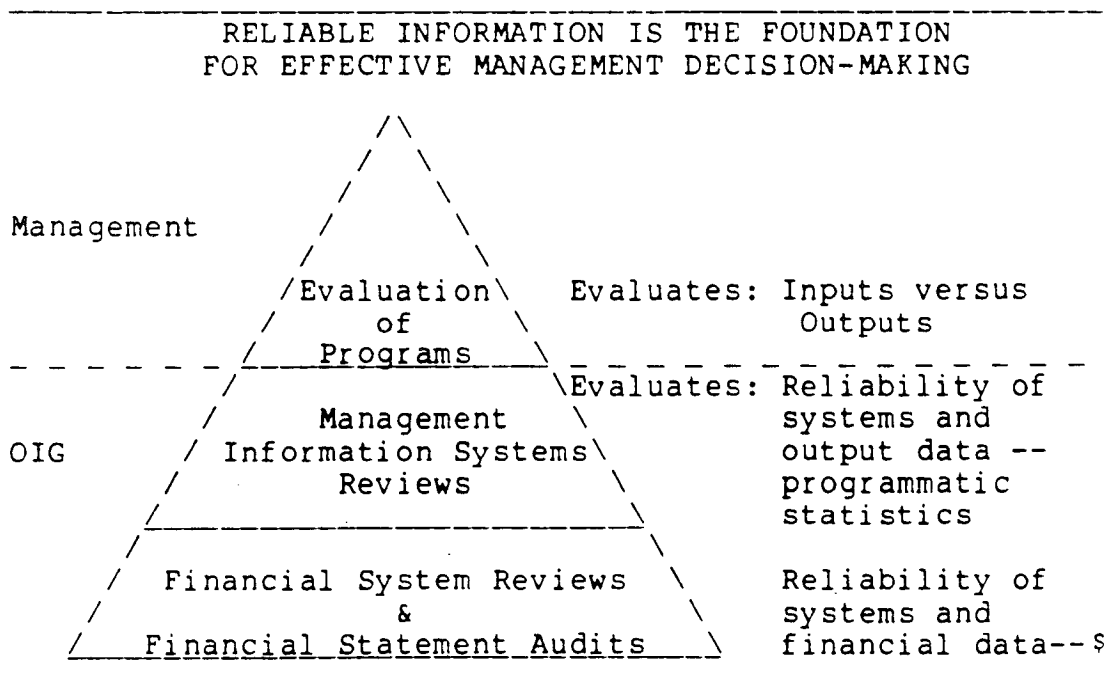 RELIABLE INFORMATION IS THE FOUNDATION
FOR EFFECTIVE MANAGEMENT DECISION-MAKING
Management
Evaluation Evaluates: Inputs versus
of Outputs
Programs
Evaluates: Reliability of
Management systems and
OIG Information Systems output data --
Reviews programmatic
statistics
Financial System Reviews Reliability of
& systems and
Financial Statement Audits financial data--$